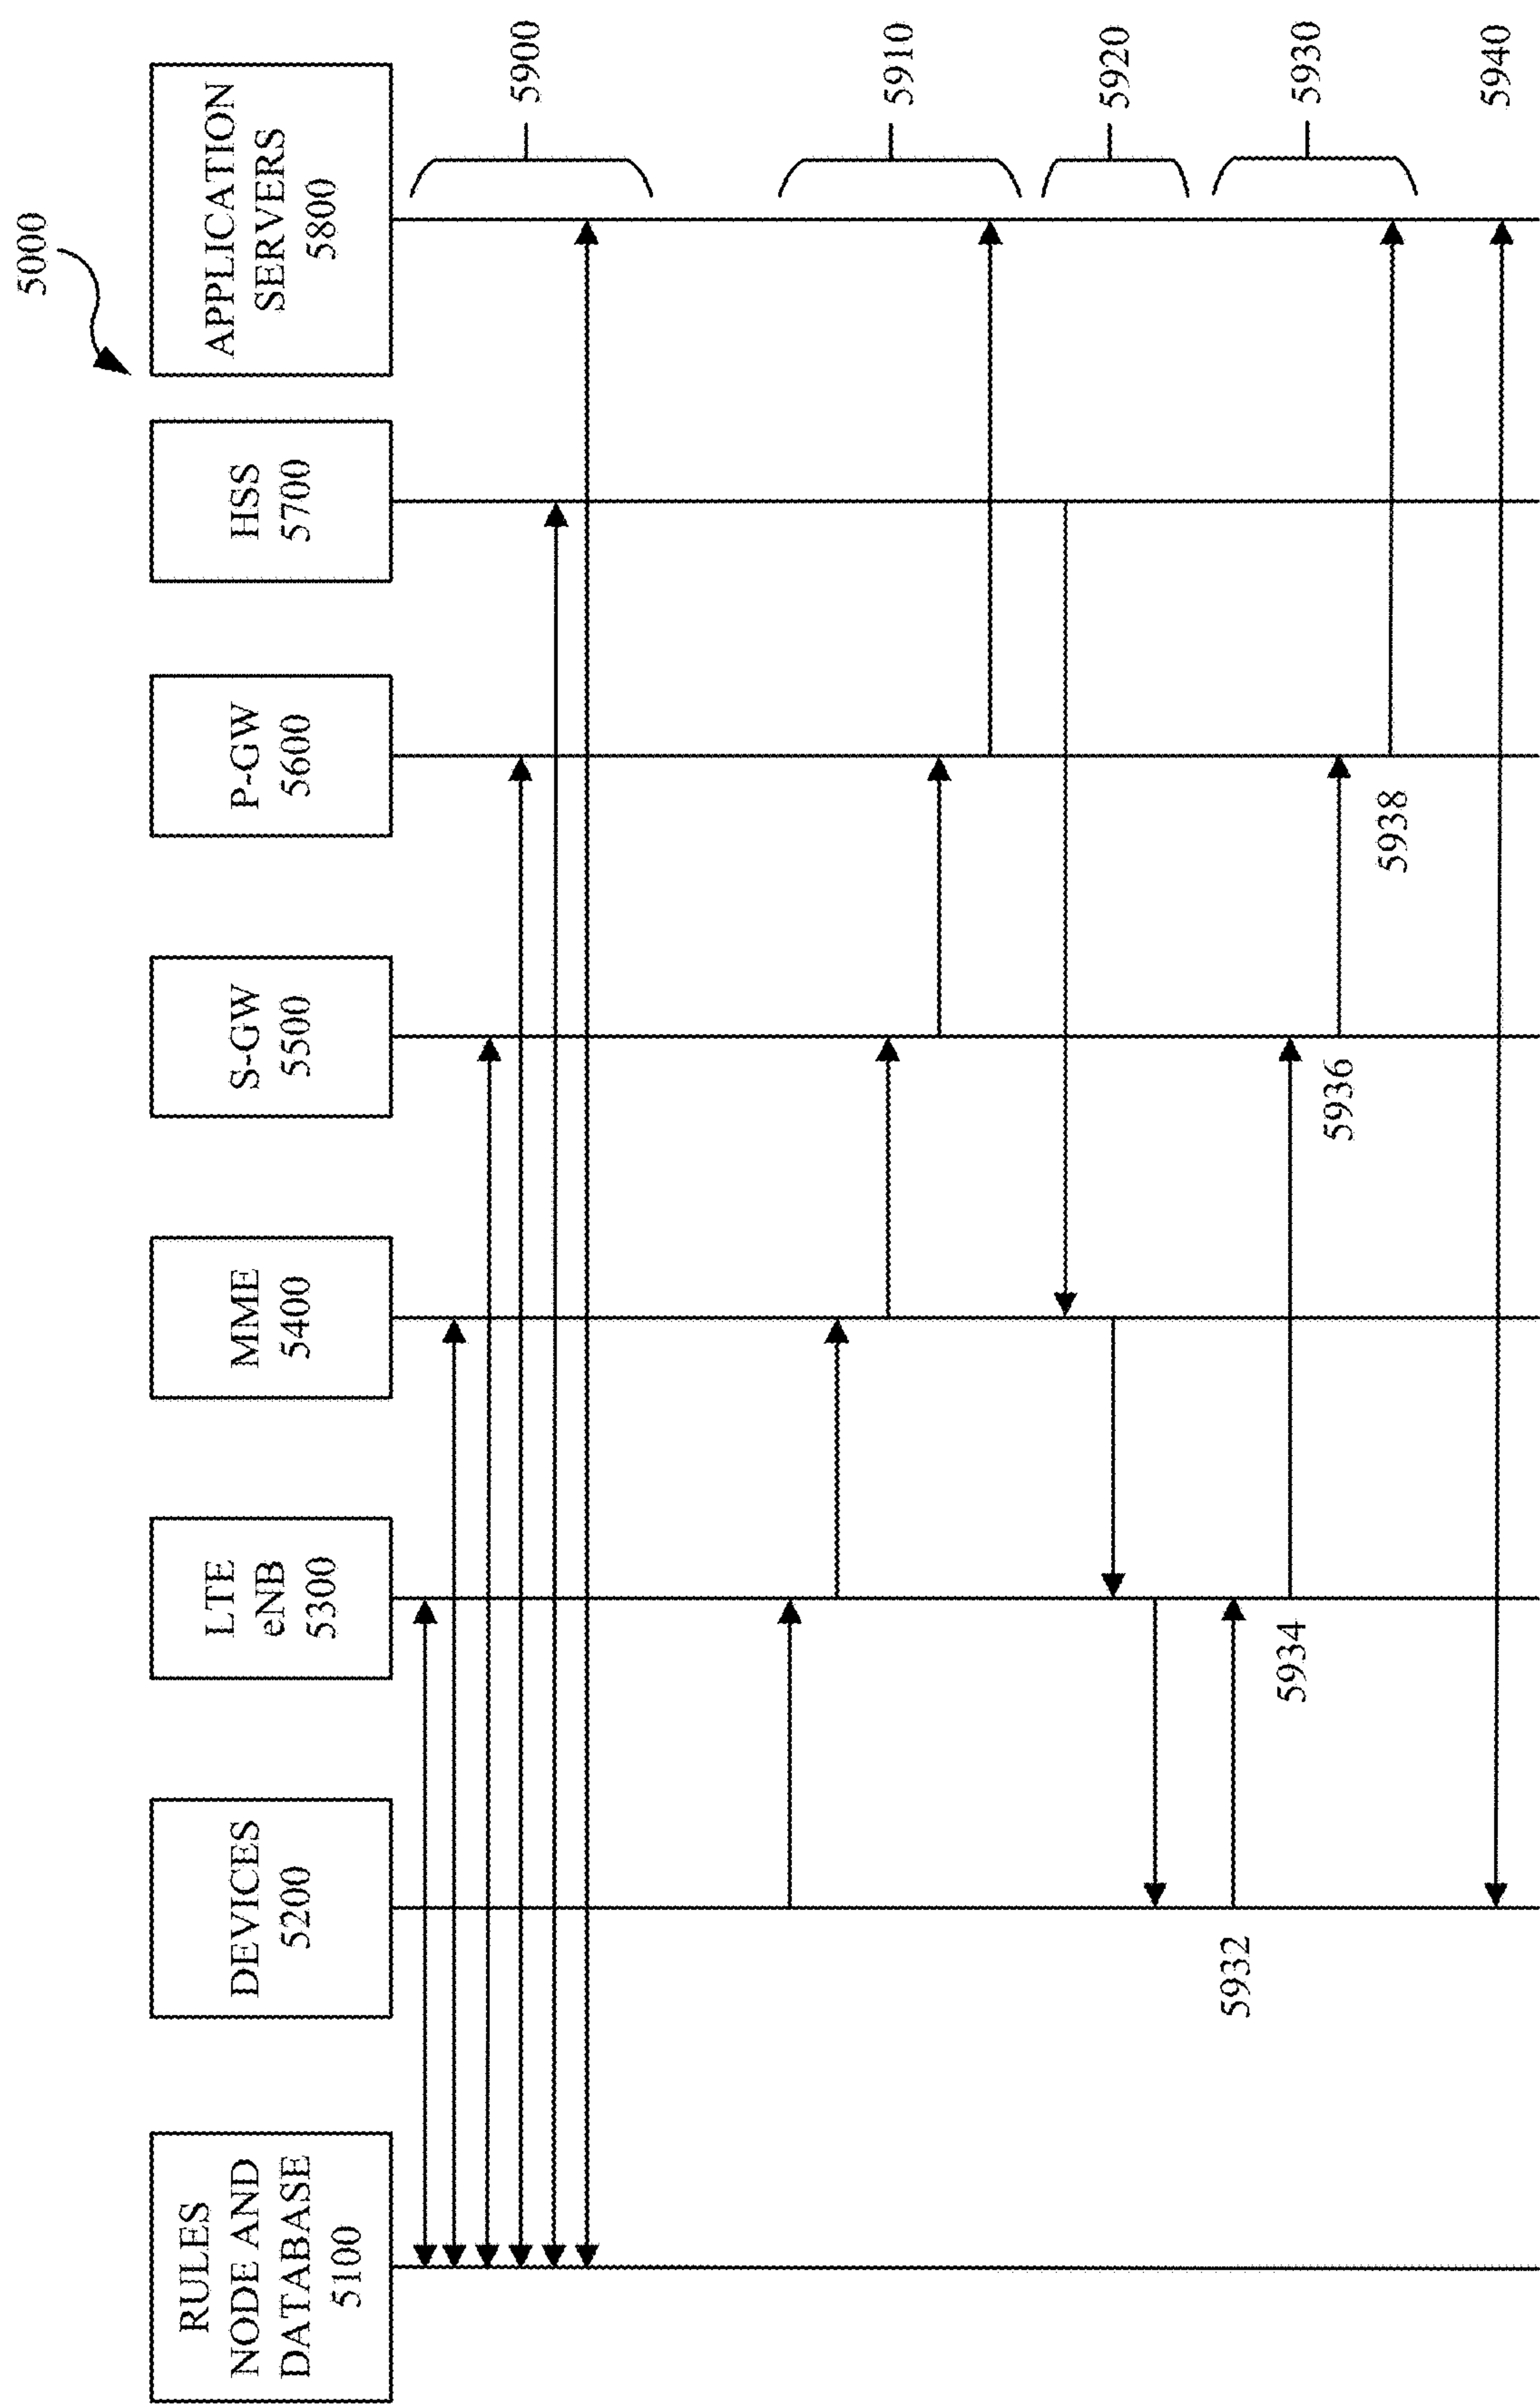 5000
RULES
NODE AND
DATABASE
5100
DEVICES
5200
LTE
eNB
5300
MME
5400
S-GW
5500
P-GW
5600
HSS
5700
APPLICATION
SERVERS
5800
5900
5910
5920
5930
5932
5934
5936
5938
5940